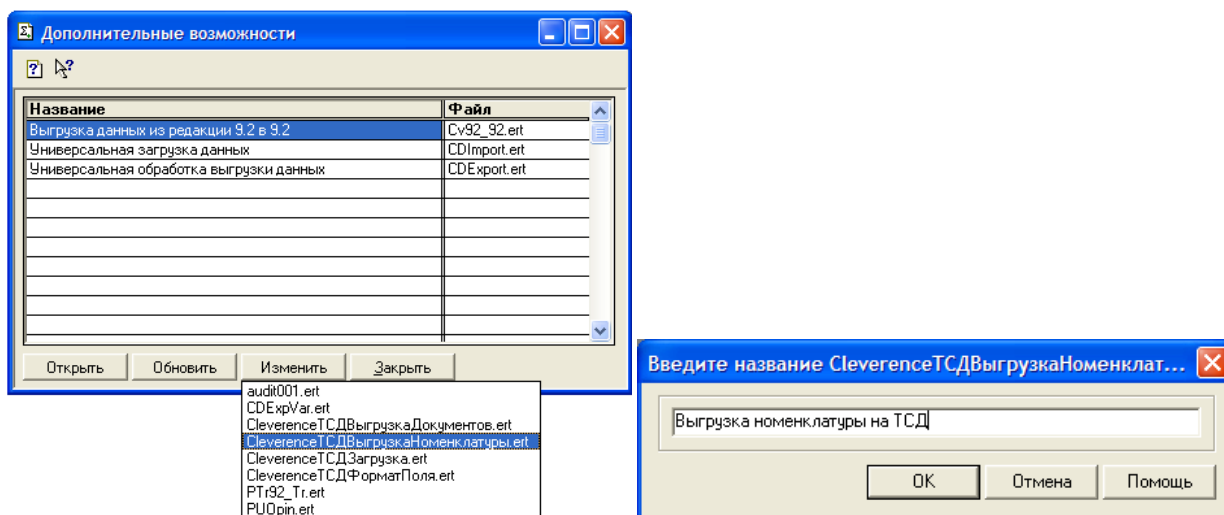 Дополнительные возможности
Название Файл
Выгрузка данных из редакции 9.2 в 9.2 Cv92_92.ert
Универсальная загрузка данных CDImport.ert
Универсальная обработка выгрузки данных CDExport.ert
Открыть Обновить Изменить Закрыть
audit001.ert
CDExpVar.ert
CleverenceТСДВыгрузкаДокументов.ert
CleverenceТСДВыгрузкаНоменклатуры.ert
CleverenceТСДЗагрузка.ert
CleverenceТСДФорматПоля.ert
PTr92_Tr.ert
PUOpin.ert
Введите название CleverenceТСДВыгрузкаНоменклат...
Выгрузка номенклатуры на ТСД
OK Отмена Помощь